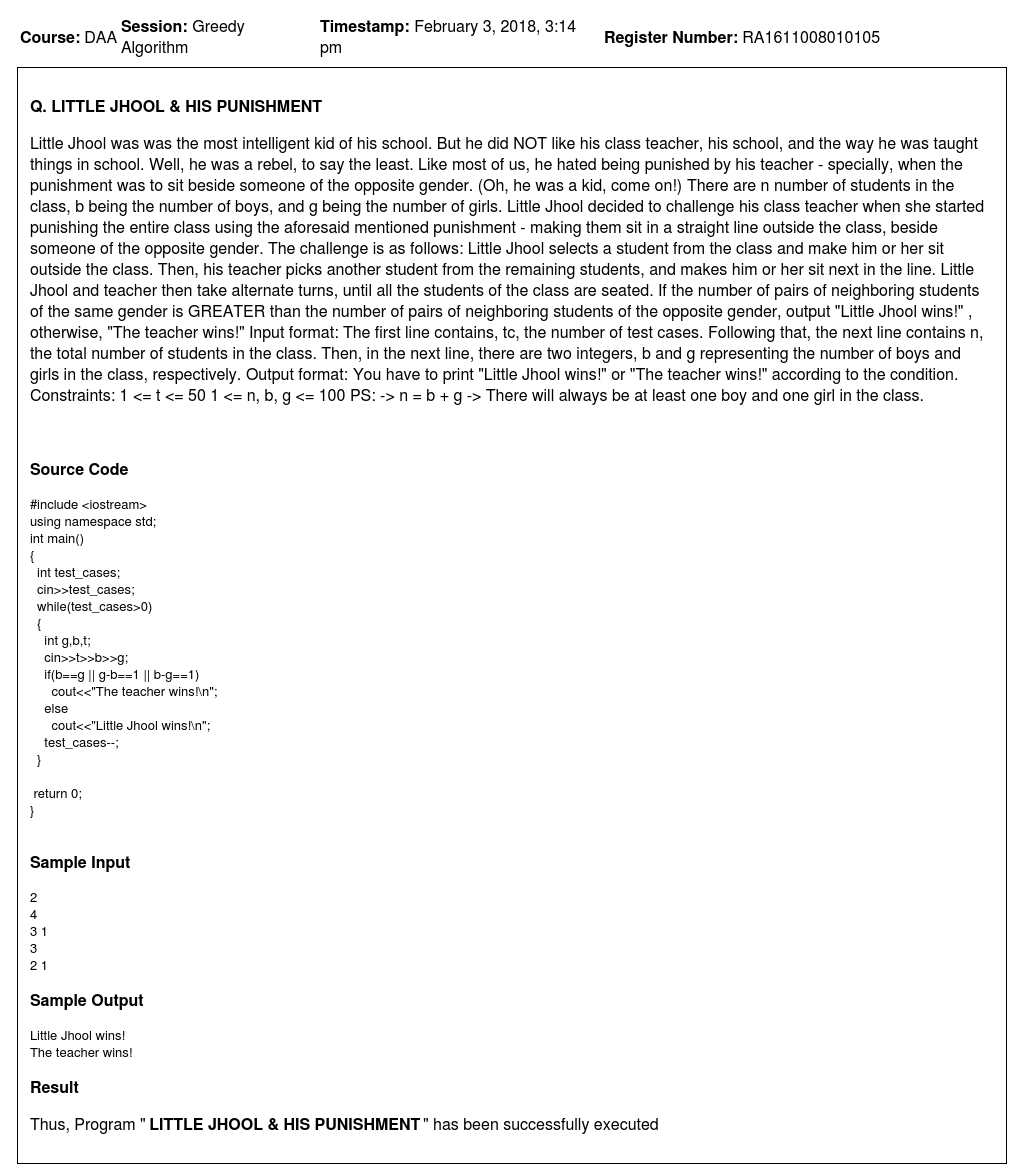 Course: DAA Session: Greedy Algorithm Timestamp: February 3, 2018, 3:14 pm Register Number: RA1611008010105
Q. LITTLE JHOOL & HIS PUNISHMENT
Little Jhool was was the most intelligent kid of his school. But he did NOT like his class teacher, his school, and the way he was taught
things in school. Well, he was a rebel, to say the least. Like most of us, he hated being punished by his teacher - specially, when the
punishment was to sit beside someone of the opposite gender. (Oh, he was a kid, come on!) There are n number of students in the
class, b being the number of boys, and g being the number of girls. Little Jhool decided to challenge his class teacher when she started
punishing the entire class using the aforesaid mentioned punishment - making them sit in a straight line outside the class, beside
someone of the opposite gender. The challenge is as follows: Little Jhool selects a student from the class and make him or her sit
outside the class. Then, his teacher picks another student from the remaining students, and makes him or her sit next in the line. Little
Jhool and teacher then take alternate turns, until all the students of the class are seated. If the number of pairs of neighboring students
of the same gender is GREATER than the number of pairs of neighboring students of the opposite gender, output "Little Jhool wins!" ,
otherwise, "The teacher wins!" Input format: The first line contains, tc, the number of test cases. Following that, the next line contains n,
the total number of students in the class. Then, in the next line, there are two integers, b and g representing the number of boys and
girls in the class, respectively. Output format: You have to print "Little Jhool wins!" or "The teacher wins!" according to the condition.
Constraints: 1 <= t <= 50 1 <= n, b, g <= 100 PS: -> n = b + g -> There will always be at least one boy and one girl in the class.
Source Code
#include <iostream>
using namespace std;
int main()
{
int test_cases;
cin>>test_cases;
while(test_cases>0)
{
int g,b,t;
cin>>t>>b>>g;
if(b==g || g-b==1 || b-g==1)
cout<<"The teacher wins!\n";
else
cout<<"Little Jhool wins!\n";
test_cases--;
}
return 0;
}
Sample Input
2
4
3 1
3
2 1
Sample Output
Little Jhool wins!
The teacher wins!
Result
Thus, Program " LITTLE JHOOL & HIS PUNISHMENT " has been successfully executed